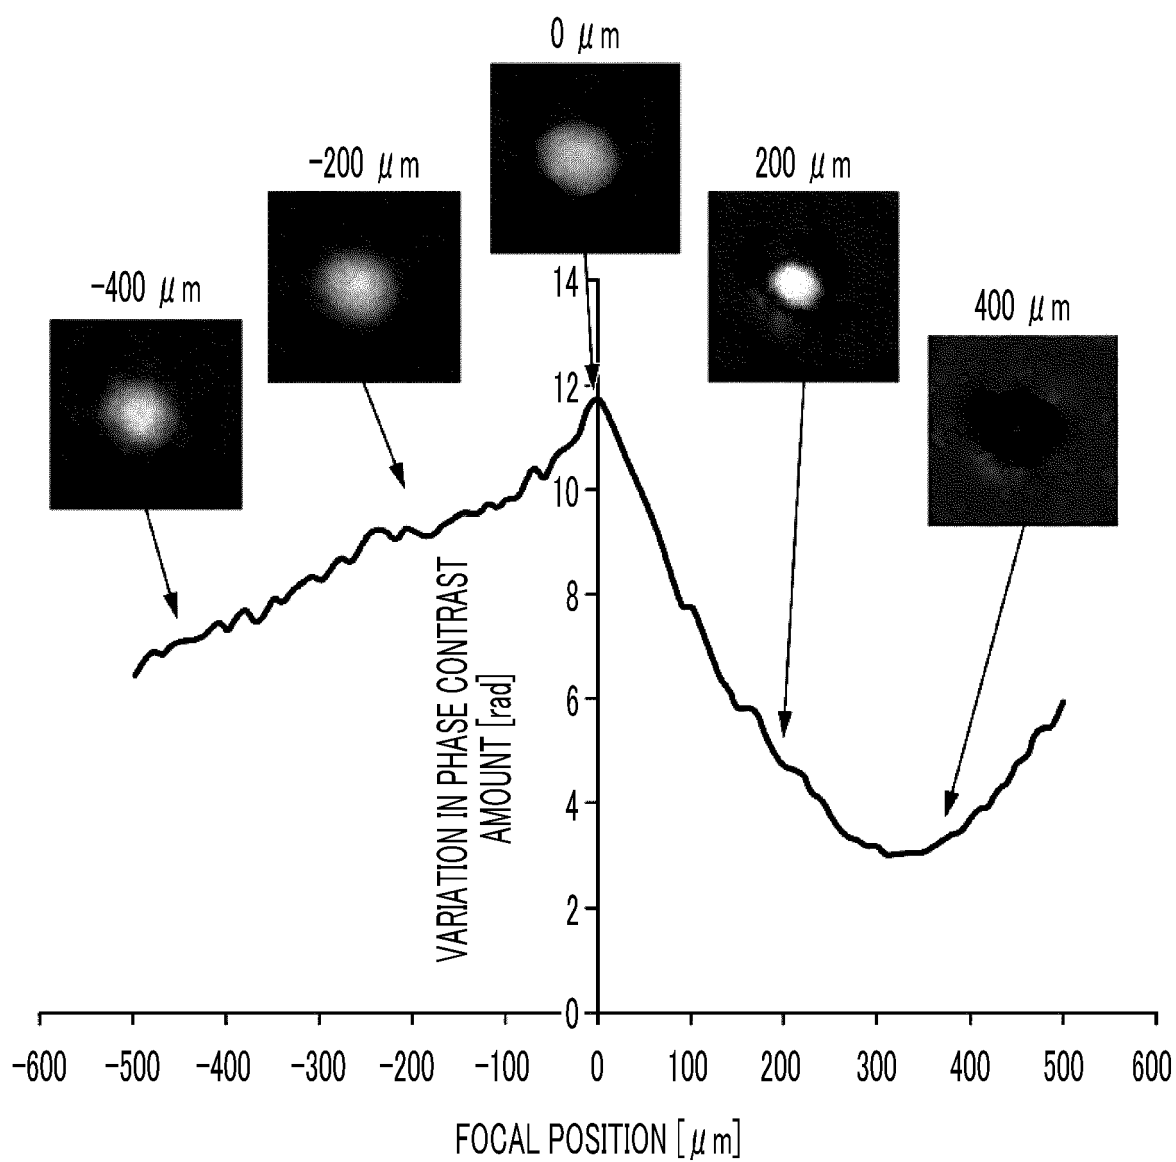 0 μm
-200 μm
200 μm
-400 μm
400 μm
14
12
10
8
6
4
2
0
VARIATION IN PHASE CONTRAST
AMOUNT [rad]
-600 -500 -400 -300 -200 -100 0 100 200 300 400 500 600
FOCAL POSITION [μm]